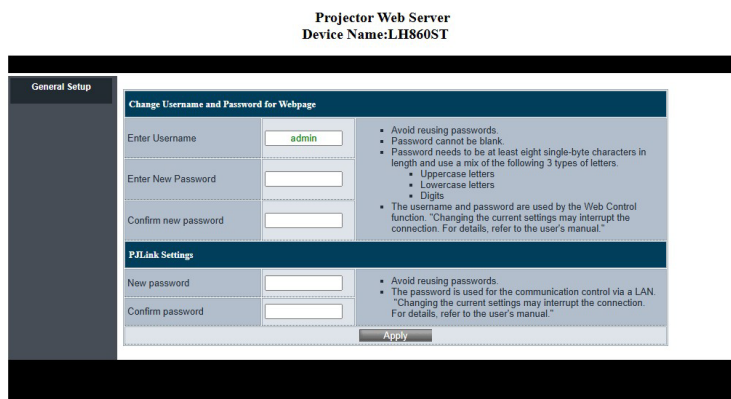 Projector Web Server
Device Name:LH860ST
General Setup
Change Username and Password for Webpage
Enter Username
admin
Enter New Password
Confirm new password
Avoid reusing passwords.
Password cannot be blank.
Password needs to be at least eight single-byte characters in
length and use a mix of the following 3 types of letters.
Uppercase letters
Lowercase letters
Digits
The username and password are used by the Web Control
function. "Changing the current settings may interrupt the
connection. For details, refer to the user's manual."
PJLink Settings
New password
Confirm password
Avoid reusing passwords.
The password is used for the communication control via a LAN.
"Changing the current settings may interrupt the connection.
For details, refer to the user's manual."
Apply